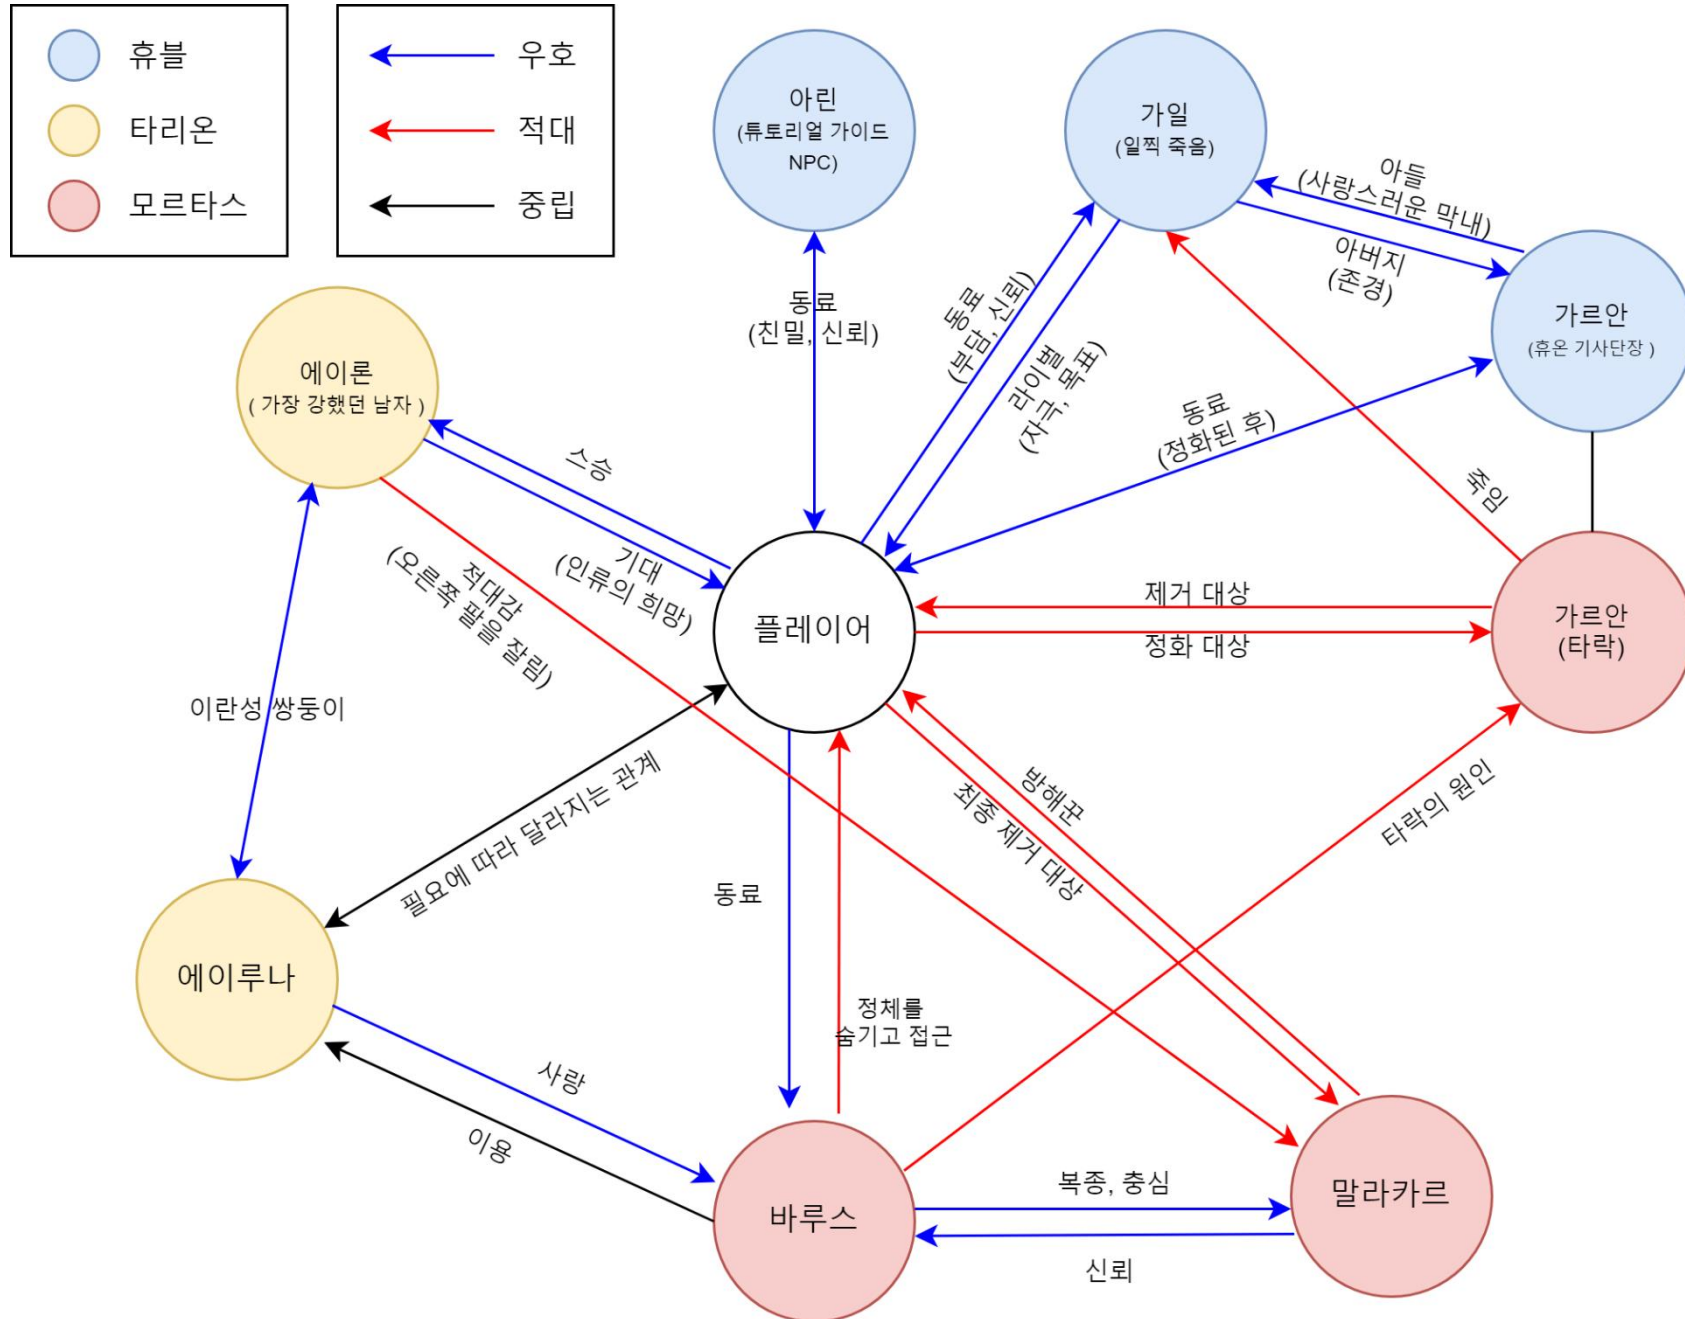 휴블
타리온
모르타스
우호
적대
중립
아린
(튜토리얼 가이드
NPC)
가일
(일찍 죽음)
아들
(사랑스러운 막내)
아버지
(존경)
가르안
(휴온 기사단장 )
동료
(친밀, 신뢰)
동료
(부담, 신뢰)
라이벌
(자극, 목표)
에이론
( 가장 강했던 남자 )
스승
기대
(인류의 희망)
적대감
(오른쪽 팔을 잘림)
동료
(정화된 후)
죽임
플레이어
제거 대상
정화 대상
가르안
(타락)
이란성 쌍둥이
필요에 따라 달라지는 관계
방해꾼
최종 제거 대상
타락의 원인
동료
정체를
숨기고 접근
에이루나
사랑
이용
바루스
복종, 충심
신뢰
말라카르